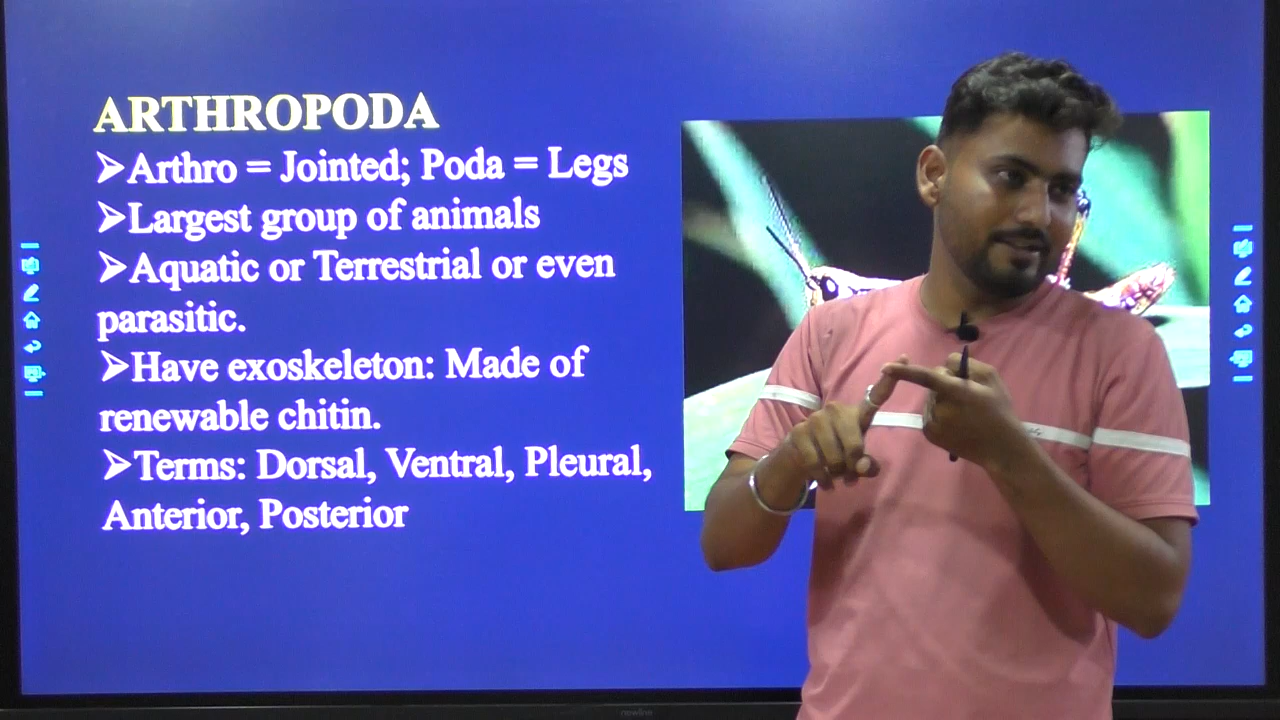 ARTHROPODA
➢Arthro = Jointed; Poda = Legs
➢Largest group of animals
➢Aquatic or Terrestrial or even
parasitic.
➢Have exoskeleton: Made of
renewable chitin.
➢Terms: Dorsal, Ventral, Pleural,
Anterior, Posterior
newline